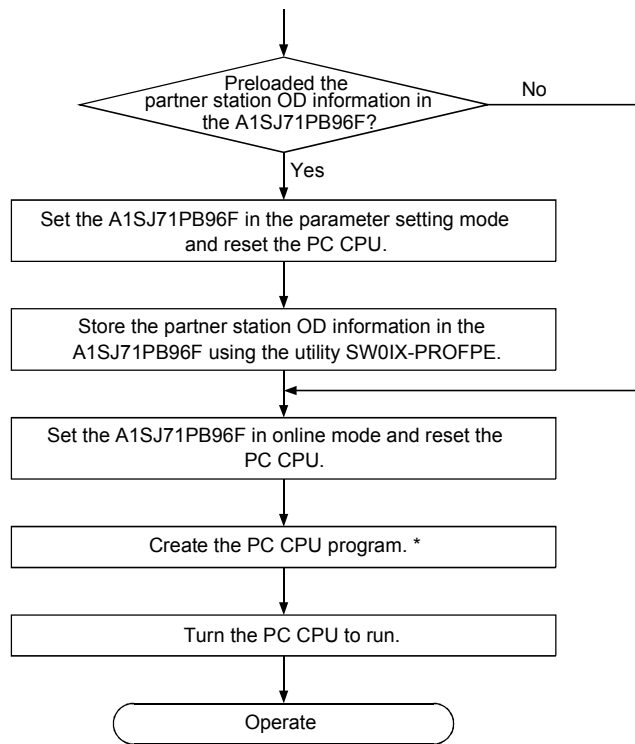 Preloaded the
partner station OD information in
the A1SJ71PB96F?
No
Yes
Set the A1SJ71PB96F in the parameter setting mode
and reset the PC CPU.
Store the partner station OD information in the
A1SJ71PB96F using the utility SW0IX-PROFPE.
Set the A1SJ71PB96F in online mode and reset the
PC CPU.
Create the PC CPU program. *
Turn the PC CPU to run.
Operate